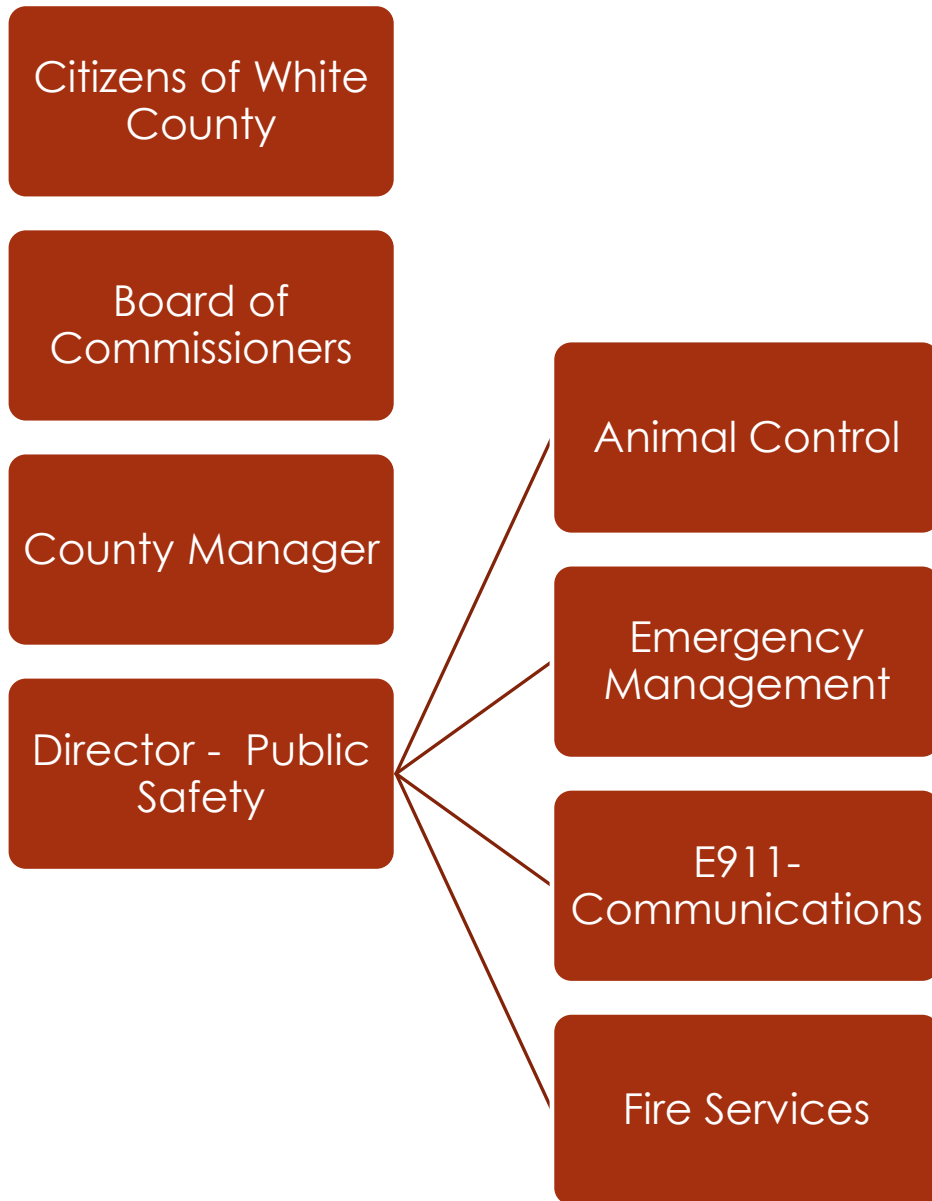 Citizens of White
County
Board of
Commissioners
County Manager
Director -  Public
Safety
Animal Control
Emergency
Management
E911-
Communications
Fire Services